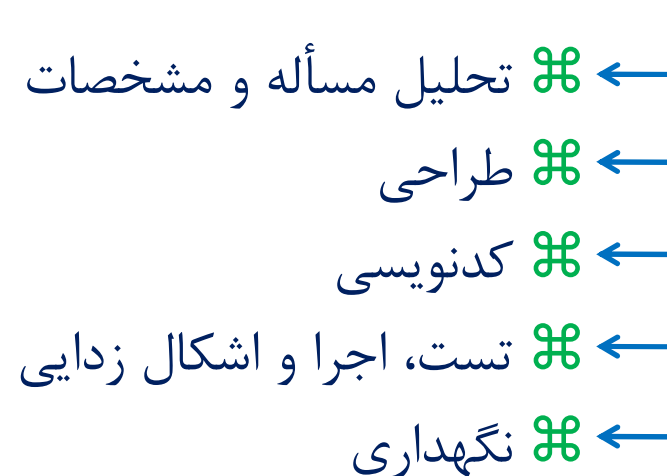 ⌘ تحلیل مسأله و مشخصات
⌘ طراحی
⌘ کدنویسی
⌘ تست، اجرا و اشکال زدایی
⌘ نگهداری